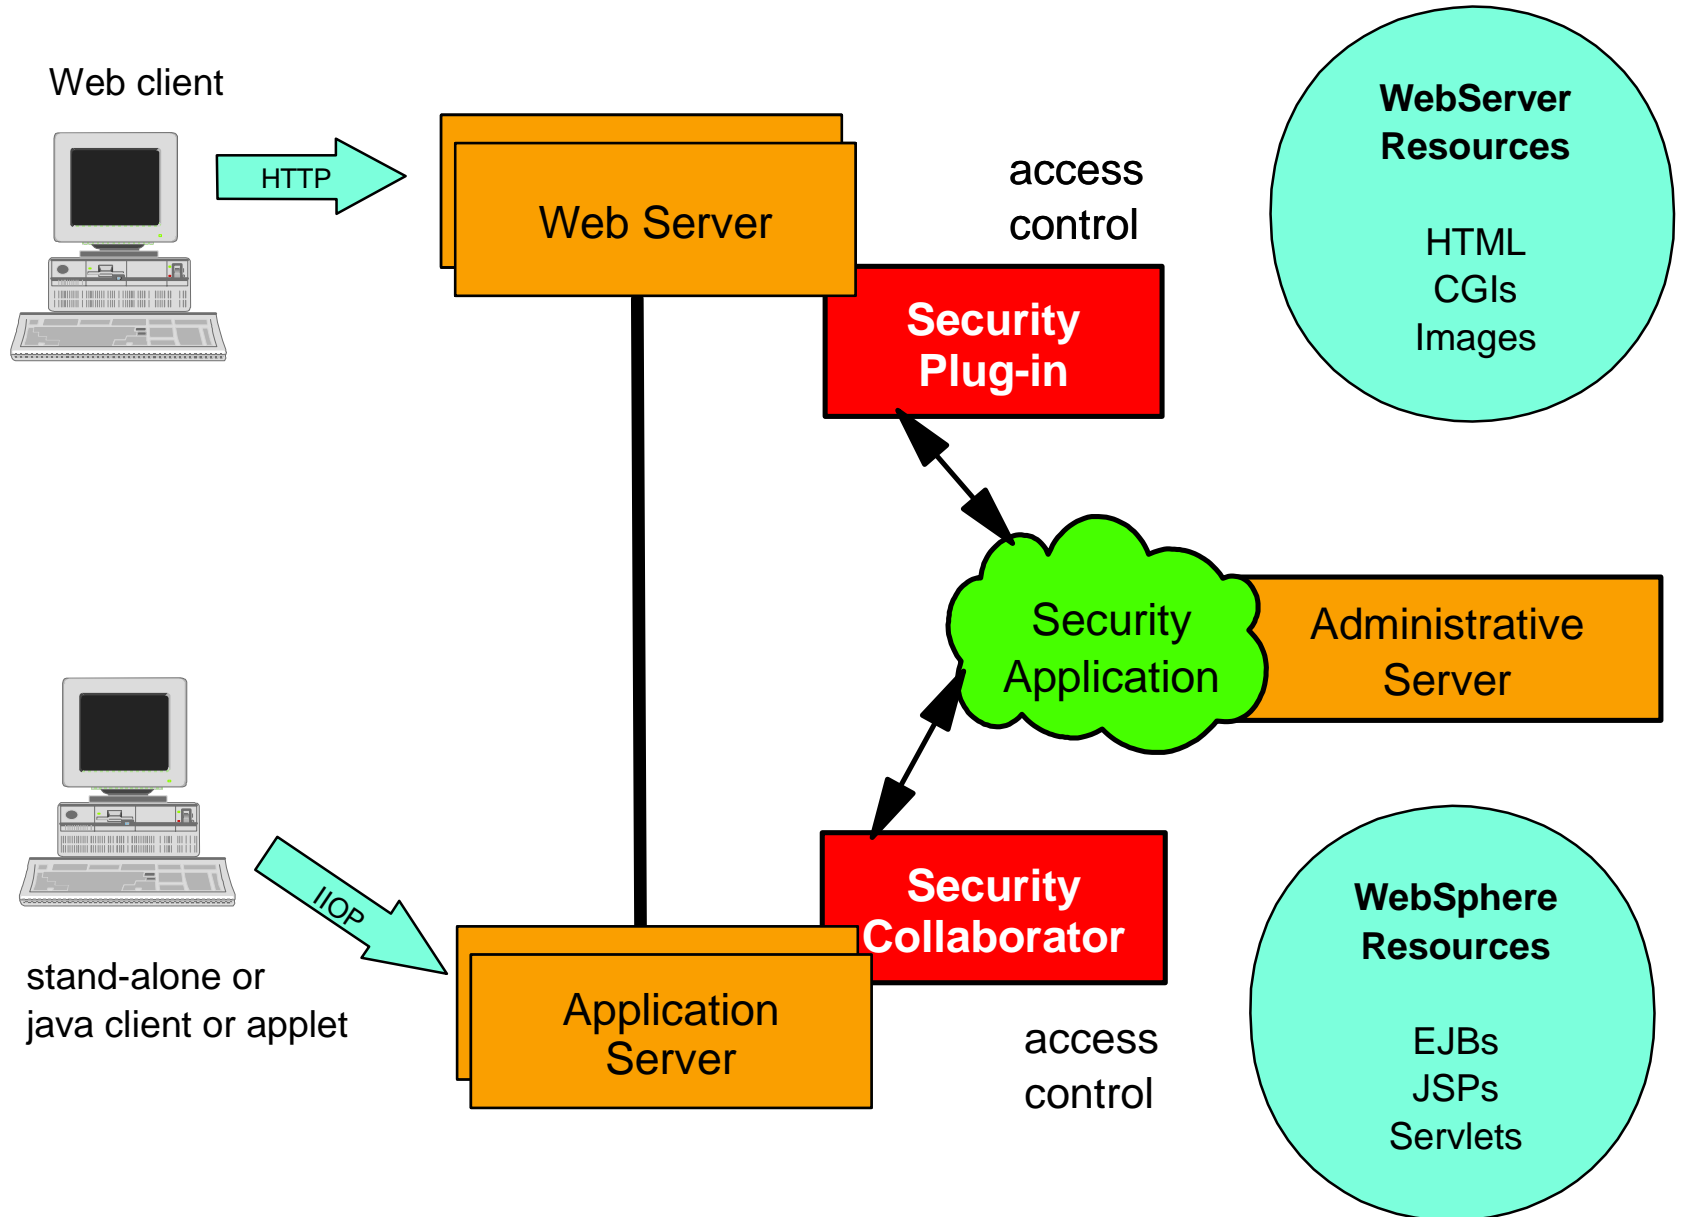 Web client
HTTP
Web Server
access
control
Security
Plug-in
WebServer
Resources
HTML
CGIs
Images
Security
Application
Administrative
Server
stand-alone or
java client or applet
IIOP
Application
Server
Security
Collaborator
access
control
WebSphere
Resources
EJBs
JSPs
Servlets